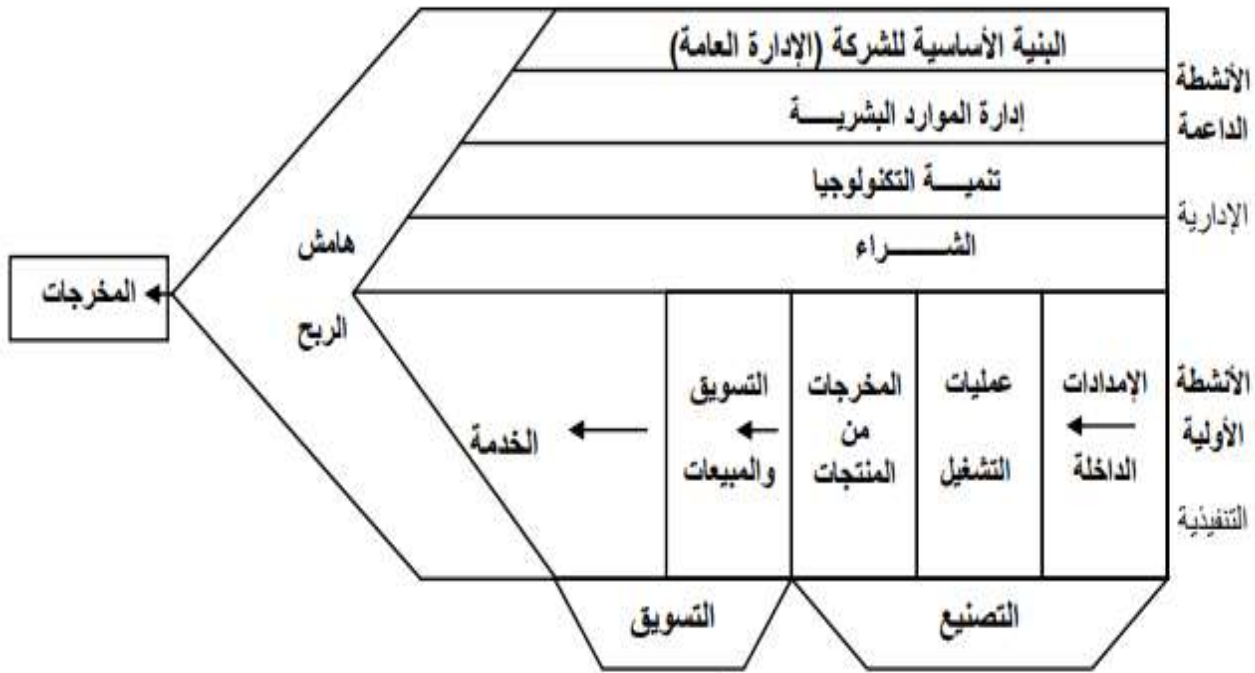 البنية الأساسية للشركة (الإدارة العامة)
إدارة الموارد البشريـــــة
تنميــــة التكنولوجيا
الشـــــــراء
الأنشطة
الداعمة
الإدارية
هامش
الربح
المخرجات
الإمدادات
الداخلة
عمليات
التشغيل
المخرجات
من
المنتجات
التسويق
والمبيعات
الخدمة
الأنشطة
الأولية
التنفيذية
التصنيع
التسويق